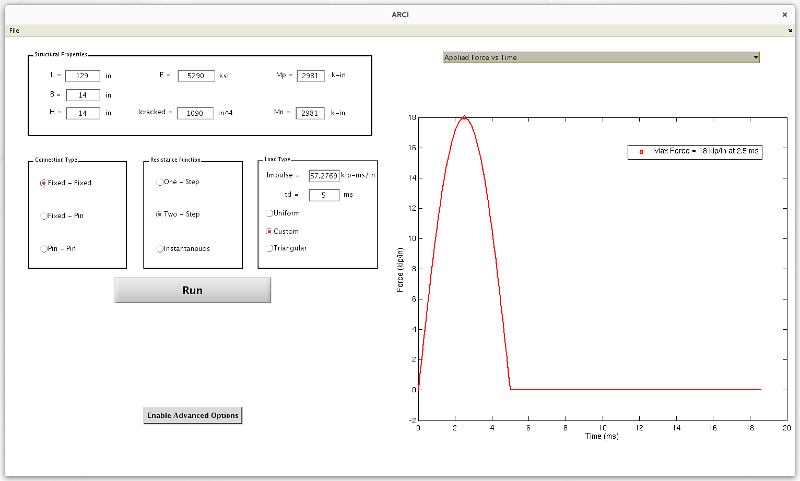 ARCI
File
Structural Properties
L = 129 in
E = 5290 ksi
Mp = 2981 k-in
B = 14 in
H = 14 in
Icracked = 1090 in^4
Mn = 2981 k-in
Connection Type
Fixed - Fixed
Fixed - Pin
Pin - Pin
Resistance Function
One - Step
Two - Step
Instantaneuos
Load Type
Impulse = 57.2769 kip-ms/in
td = 5 ms
Uniform
Custom
Triangular
Run
Enable Advanced Options
Applied Force vs Time
Max Force = 18 kip/in at 2.5 ms
18
16
14
12
10
8
6
4
2
0
-2
Force (kip/in)
0 2 4 6 8 10 12 14 16 18 20
Time (ms)